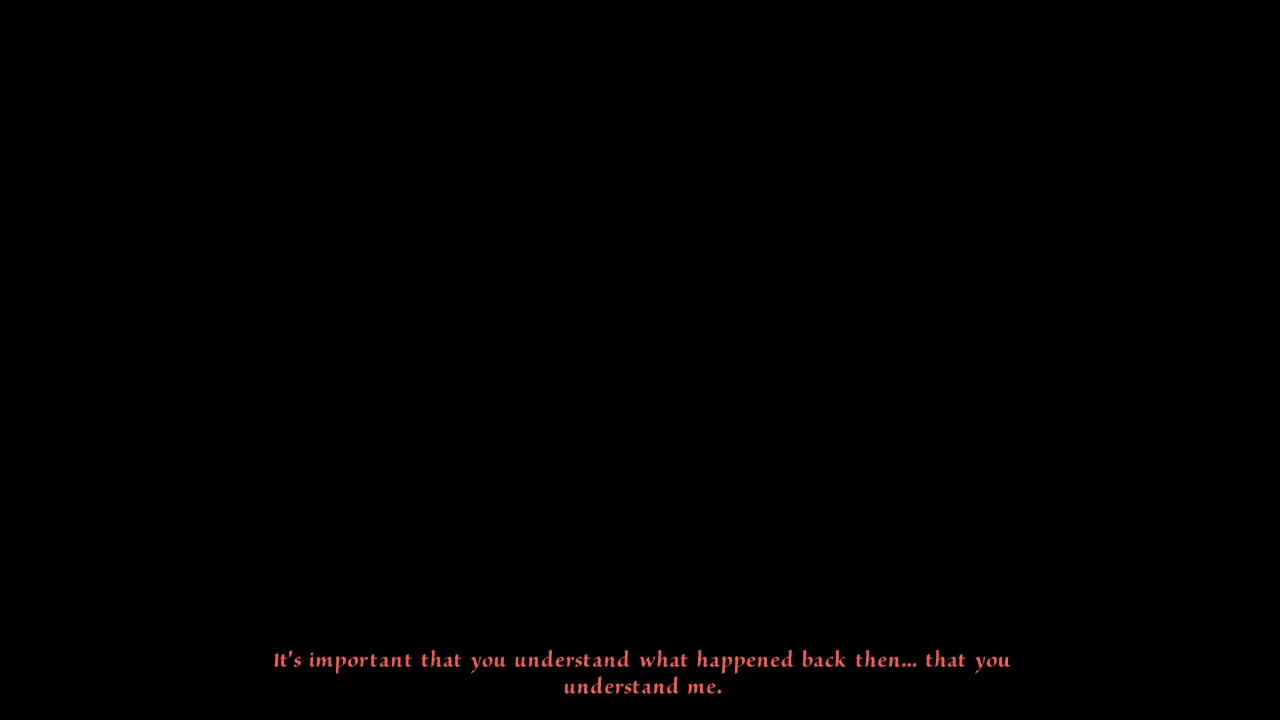 It's important that you understand what happened back then... that you
understand me.